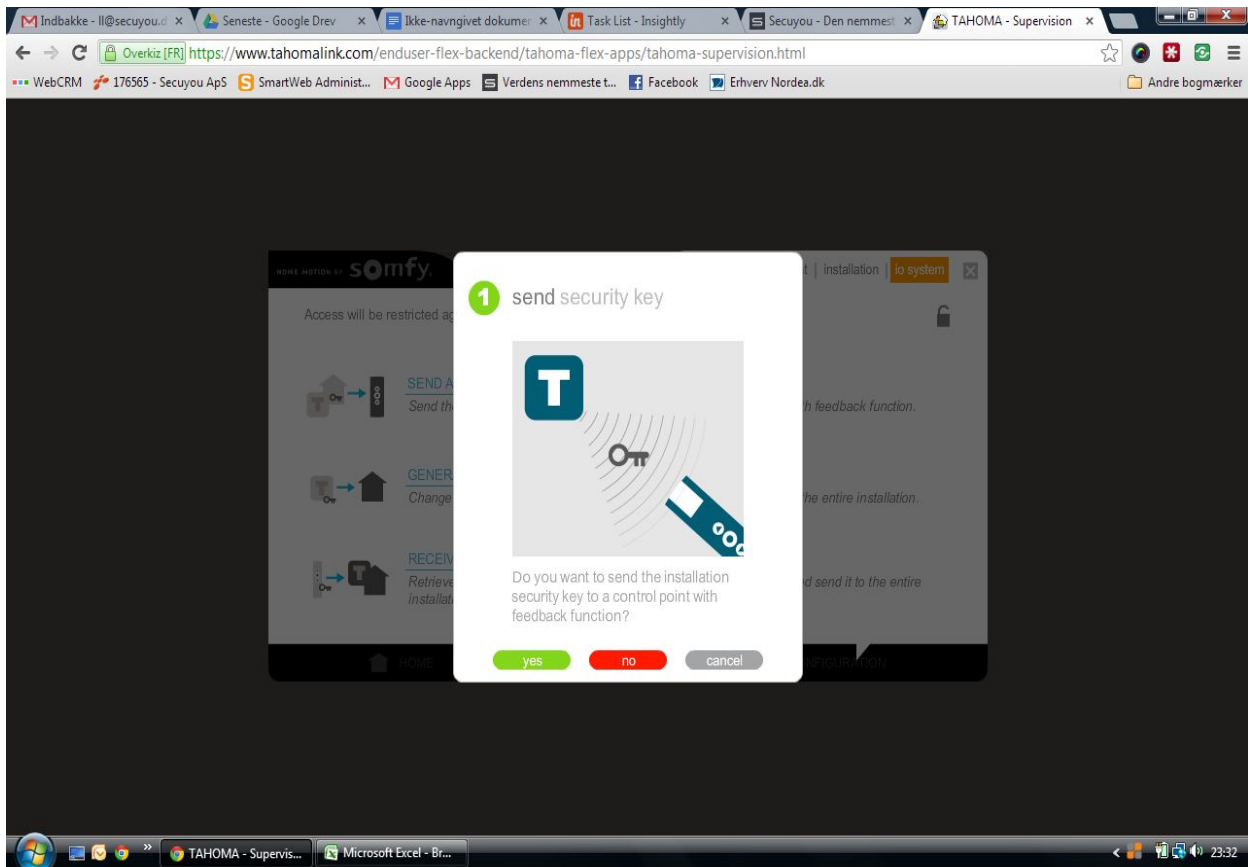 Indbakke - ll@secuyou.d
Seneste - Google Drev
Ikke-navngivet dokumer
Task List - Insightly
Secuyou - Den nemmest
TAHOMA - Supervision
Overkiz [FR] https://www.tahomalink.com/enduser-flex-backend/tahoma-flex-apps/tahoma-supervision.html
WebCRM
176565 - Secuyou ApS
SmartWeb Administ...
Google Apps
Verdens nemmeste t...
Facebook
Erhverv Nordea.dk
Andre bogmærker
HOME MOTION BY somfy.
t | installation | io system
Access will be restricted ag
1 send security key
T
SEND A
Send th
h feedback function.
GENER
Change
he entire installation.
RECEIV
Retrieve
installat
d send it to the entire
Do you want to send the installation
security key to a control point with
feedback function?
yes no cancel
HOME
NFIGURATION
TAHOMA - Supervis...
Microsoft Excel - Br...
23:32